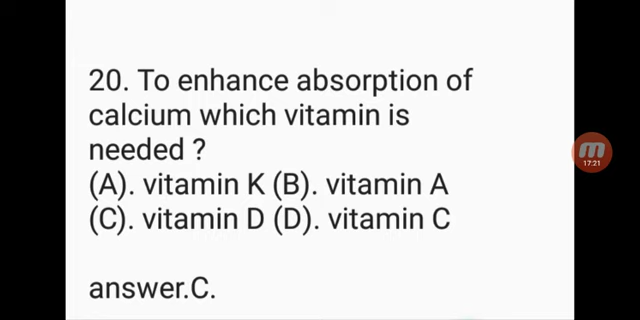 20. To enhance absorption of
calcium which vitamin is
needed ?
(A). vitamin K (B). vitamin A
(C). vitamin D (D). vitamin C
answer.C.
17:21